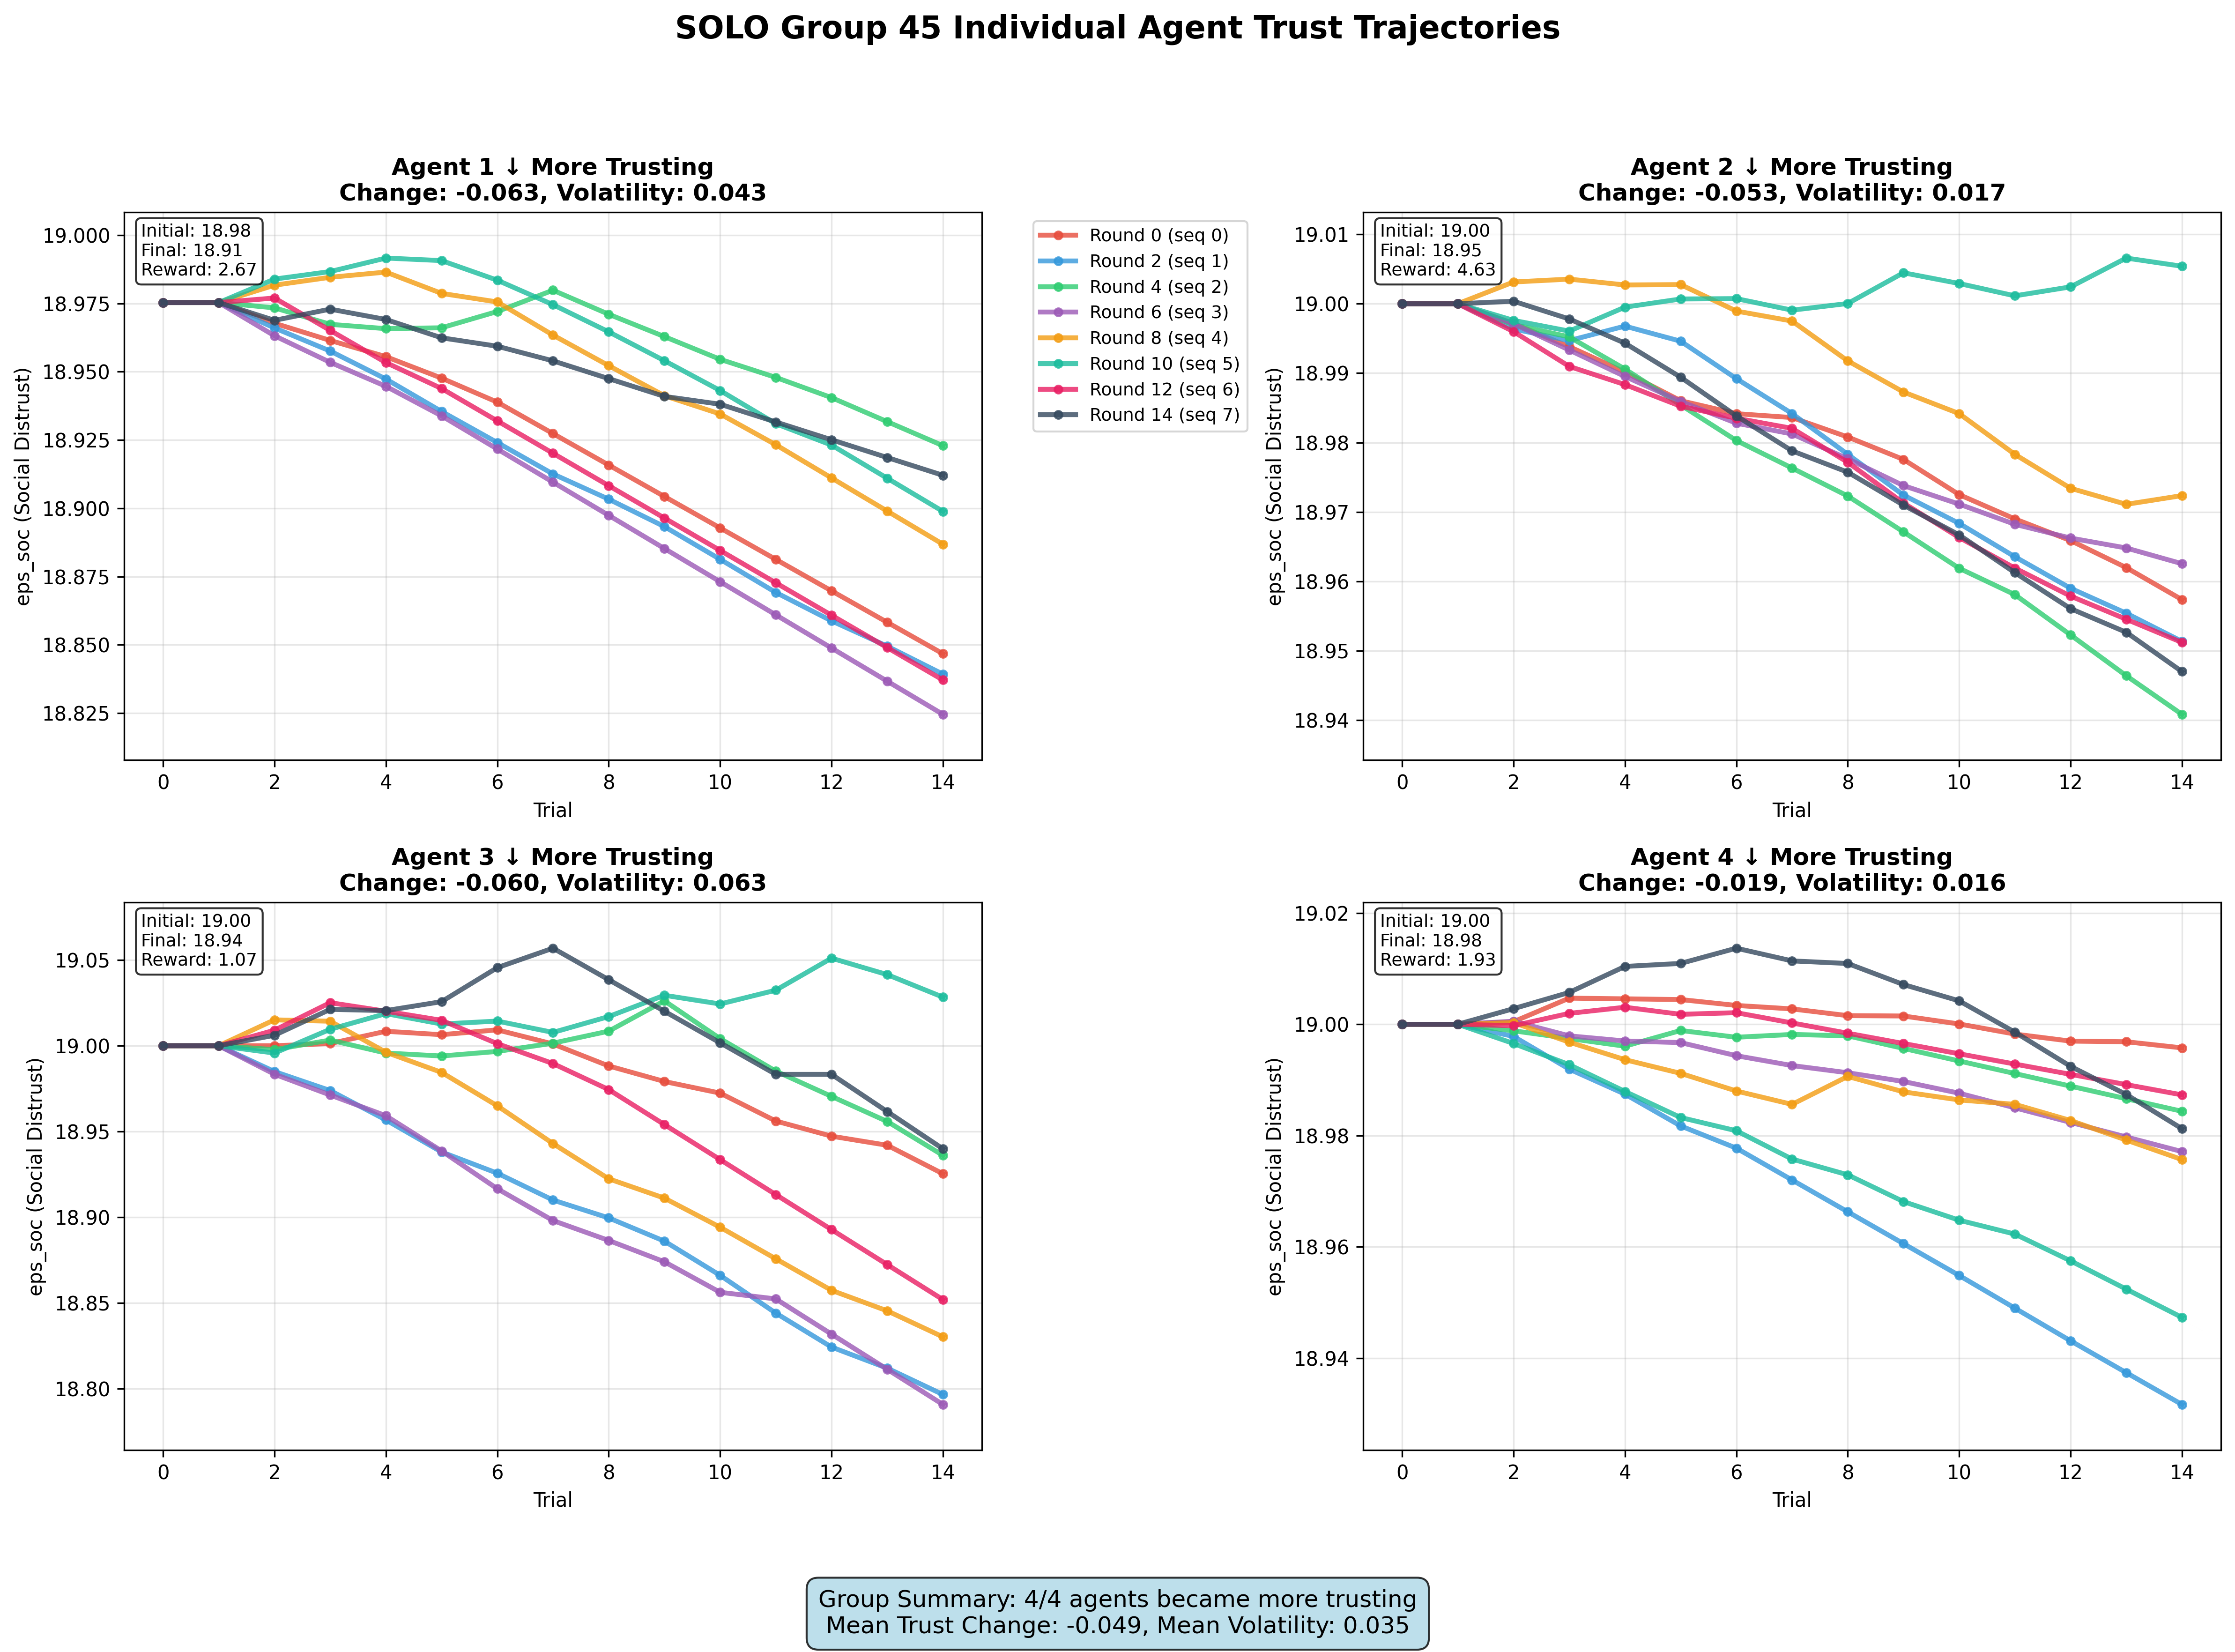 SOLO Group 45 Individual Agent Trust Trajectories
Agent 1 ↓ More Trusting
Change: -0.063, Volatility: 0.043
Initial: 18.98
Final: 18.91
Reward: 2.67
eps_soc (Social Distrust)
19.000
18.975
18.950
18.925
18.900
18.875
18.850
18.825
0 2 4 6 8 10 12 14
Trial
Round 0 (seq 0)
Round 2 (seq 1)
Round 4 (seq 2)
Round 6 (seq 3)
Round 8 (seq 4)
Round 10 (seq 5)
Round 12 (seq 6)
Round 14 (seq 7)
Agent 2 ↓ More Trusting
Change: -0.053, Volatility: 0.017
Initial: 19.00
Final: 18.95
Reward: 4.63
eps_soc (Social Distrust)
19.01
19.00
18.99
18.98
18.97
18.96
18.95
18.94
0 2 4 6 8 10 12 14
Trial
Agent 3 ↓ More Trusting
Change: -0.060, Volatility: 0.063
Initial: 19.00
Final: 18.94
Reward: 1.07
eps_soc (Social Distrust)
19.05
19.00
18.95
18.90
18.85
18.80
0 2 4 6 8 10 12 14
Trial
Agent 4 ↓ More Trusting
Change: -0.019, Volatility: 0.016
Initial: 19.00
Final: 18.98
Reward: 1.93
eps_soc (Social Distrust)
19.02
19.00
18.98
18.96
18.94
0 2 4 6 8 10 12 14
Trial
Group Summary: 4/4 agents became more trusting
Mean Trust Change: -0.049, Mean Volatility: 0.035